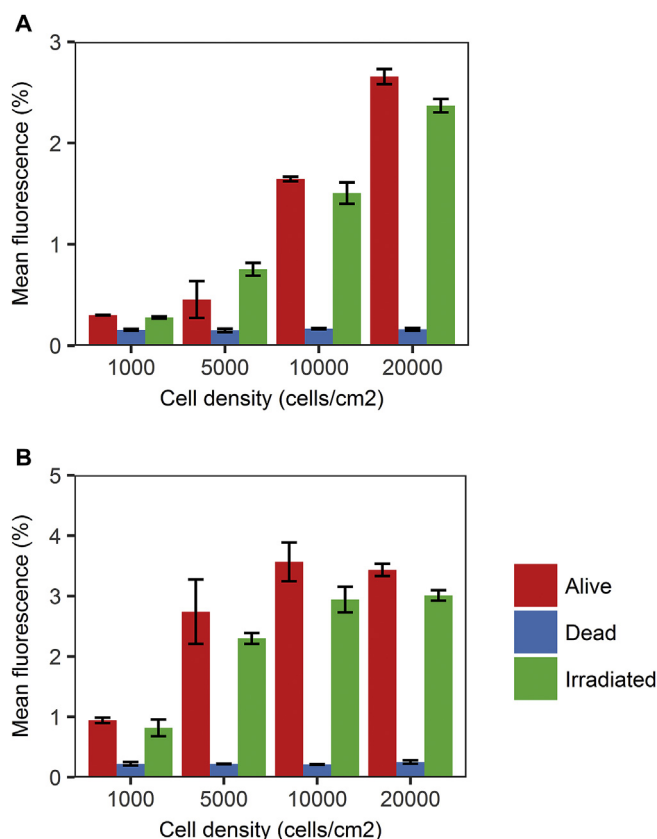 A
Mean fluorescence (%)
3
2
1
0
1000 5000 10000 20000
Cell density (cells/cm2)
B
Mean fluorescence (%)
5
4
3
2
1
0
1000 5000 10000 20000
Cell density (cells/cm2)
Alive
Dead
Irradiated